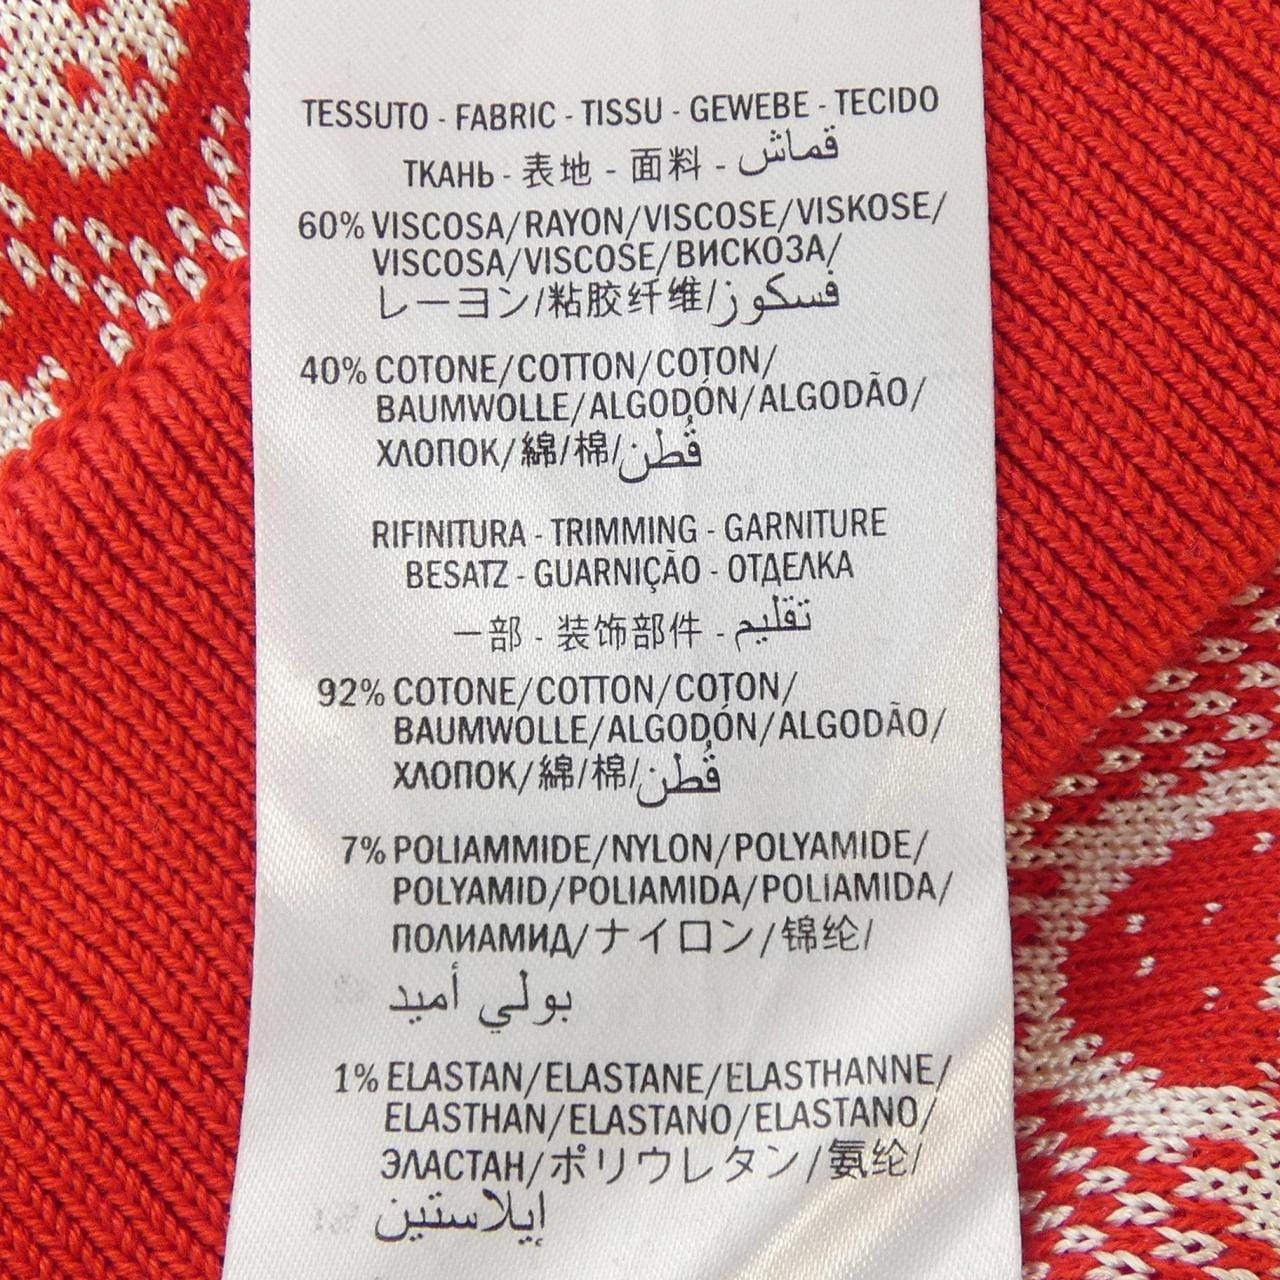 TESSUTO - FABRIC - TISSU - GEWEBE - TECIDO
ТКАНЬ - 表地 - 面料 - قماش
60% VISCOSA/RAYON/VISCOSE/VISKOSE/
VISCOSA/VISCOSE/ВИСКОЗА/
レーヨン/粘胶纤维/فسكوز
40% COTONE/COTTON/COTON/
BAUMWOLLE/ALGODÓN/ALGODÃO/
ХЛОПОК/綿/棉/قُطن
RIFINITURA - TRIMMING - GARNITURE
BESATZ - GUARNIÇÃO - ОТДЕЛКА
一部 - 装饰部件 - تقليم
92% COTONE/COTTON/COTON/
BAUMWOLLE/ALGODÓN/ALGODÃO/
ХЛОПОК/綿/棉/قُطن
7% POLIAMMIDE/NYLON/POLYAMIDE/
POLYAMID/POLIAMIDA/POLIAMIDA/
ПОЛИАМИД/ナイロン/锦纶/
بولي أميد
1% ELASTAN/ELASTANE/ELASTHANNE/
ELASTHAN/ELASTANO/ELASTANO/
ЭЛАСТАН/ポリウレタン/氨纶/
إيلاستين